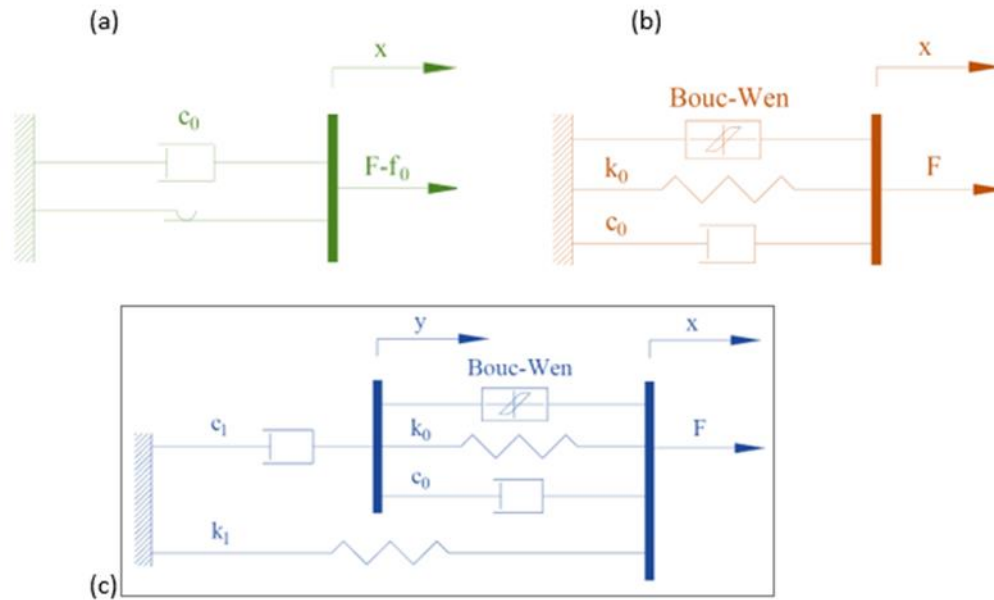 (a)
x
c₀
F-f₀
(b)
x
Bouc-Wen
k₀
F
c₀
y
x
Bouc-Wen
c₁
k₀
F
c₀
k₁
(c)